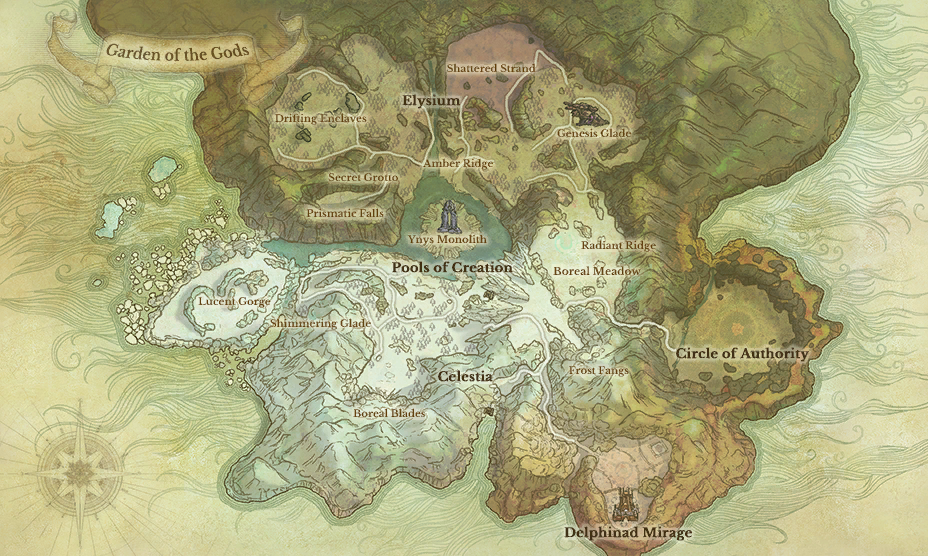 Garden of the Gods
Shattered Strand
Elysium
Drifting Enclaves
Genesis Glade
Amber Ridge
Secret Grotto
Prismatic Falls
Ynys Monolith
Radiant Ridge
Pools of Creation
Boreal Meadow
Lucent Gorge
Shimmering Glade
Circle of Authority
Frost Fangs
Celestia
Boreal Blades
Delphinad Mirage